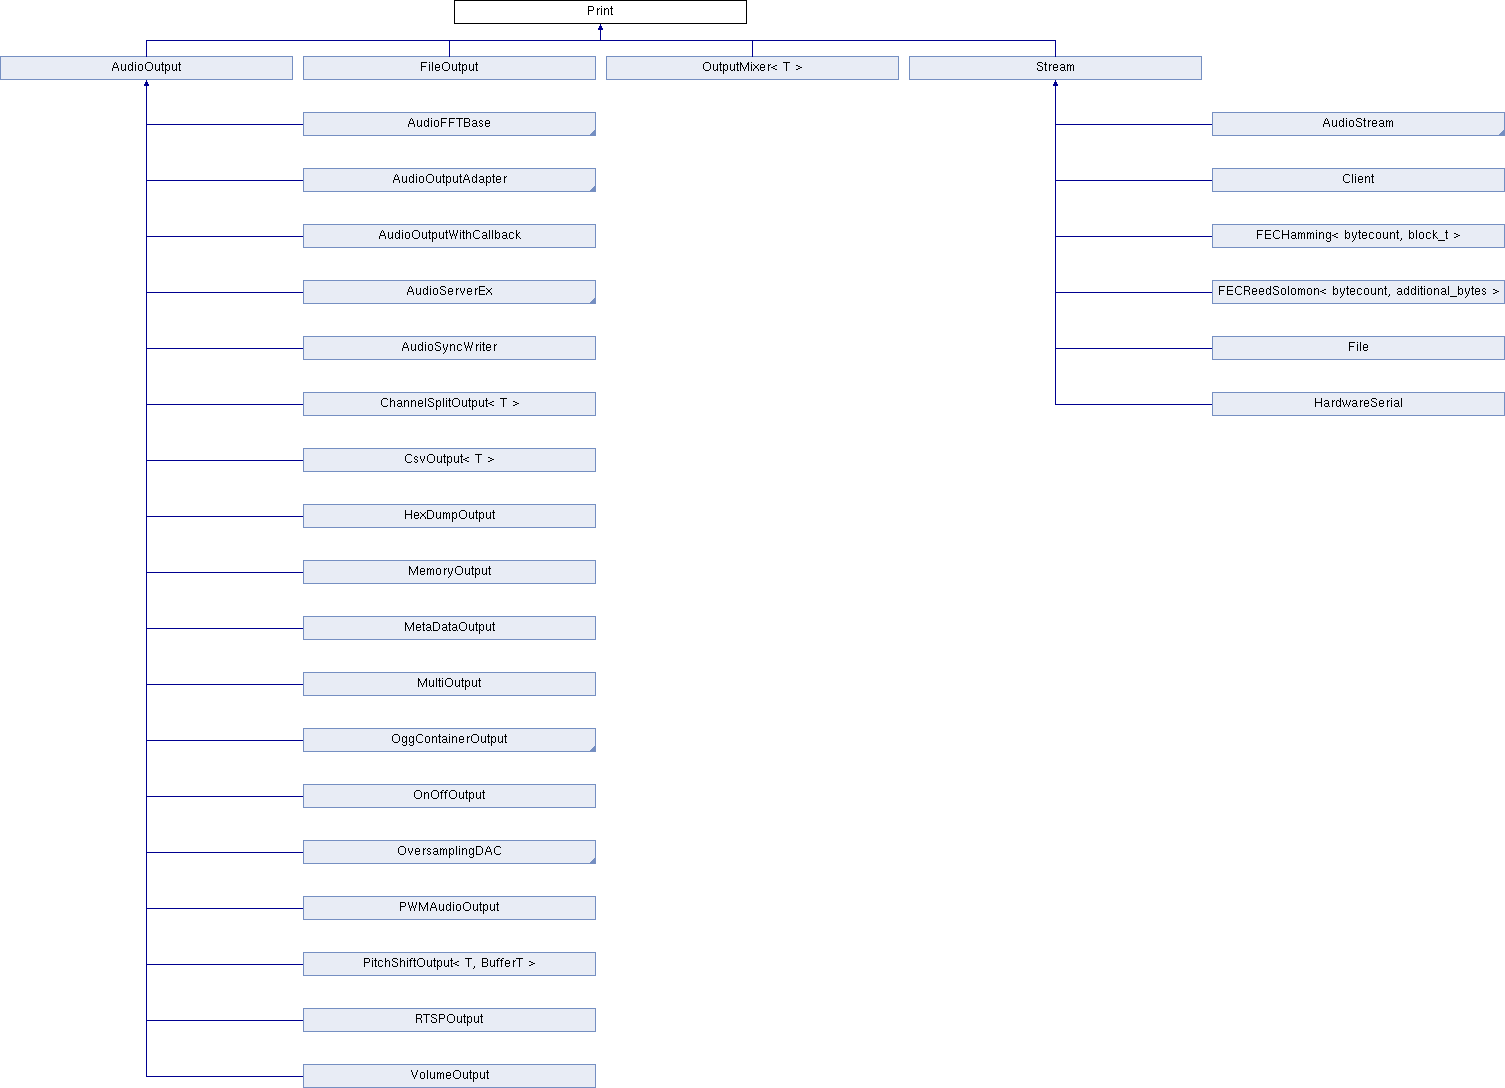 Print
AudioOutput
FileOutput
OutputMixer< T >
Stream
AudioFFTBase
AudioStream
AudioOutputAdapter
Client
AudioOutputWithCallback
FECHamming< bytecount, block_t >
AudioServerEx
FECReedSolomon< bytecount, additional_bytes >
AudioSyncWriter
File
ChannelSplitOutput< T >
HardwareSerial
CsvOutput< T >
HexDumpOutput
MemoryOutput
MetaDataOutput
MultiOutput
OggContainerOutput
OnOffOutput
OversamplingDAC
PWMAudioOutput
PitchShiftOutput< T, BufferT >
RTSPOutput
VolumeOutput